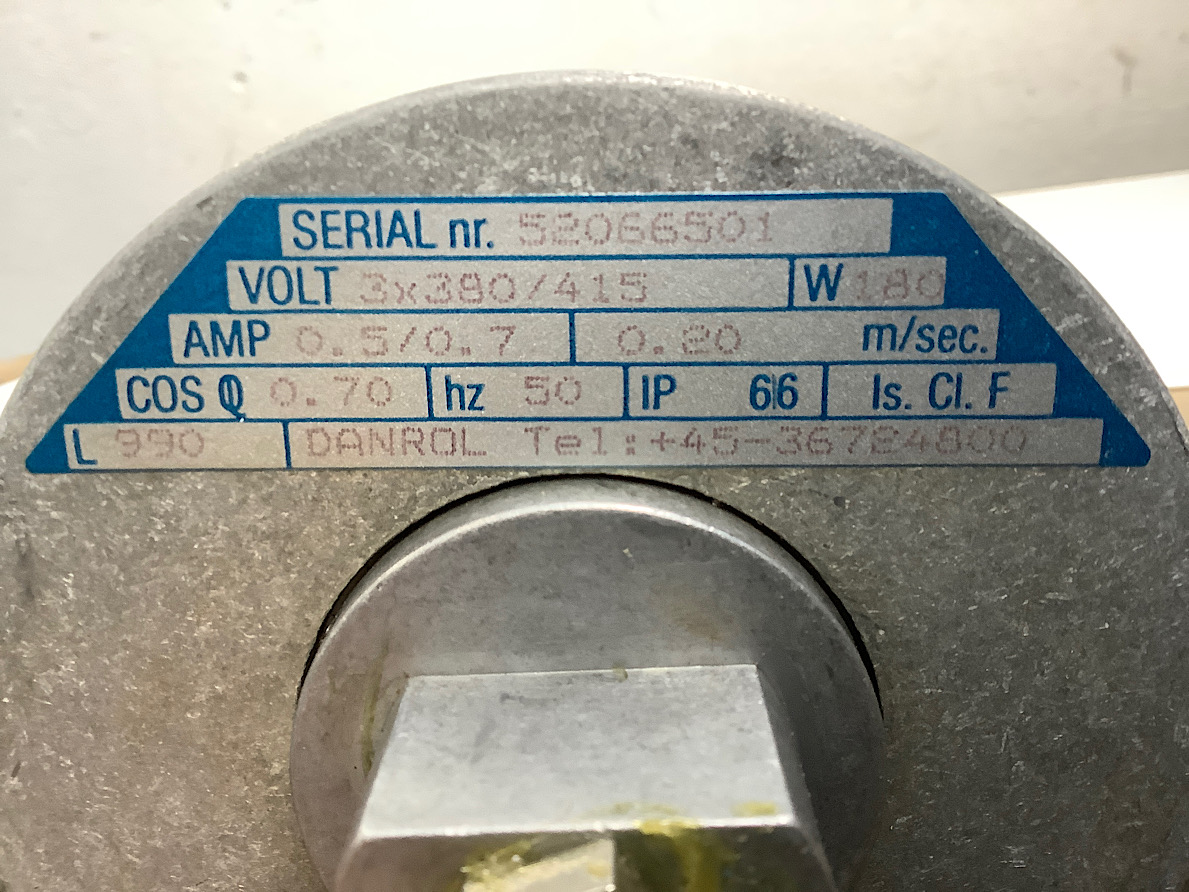 SERIAL nr. 52066501
VOLT 3x380/415 W 180
AMP 0.5/0.7 0.20 m/sec.
COS φ 0.70 hz 50 IP 66 Is. Cl. F
L 990 DANROL Tel:+45-36784800